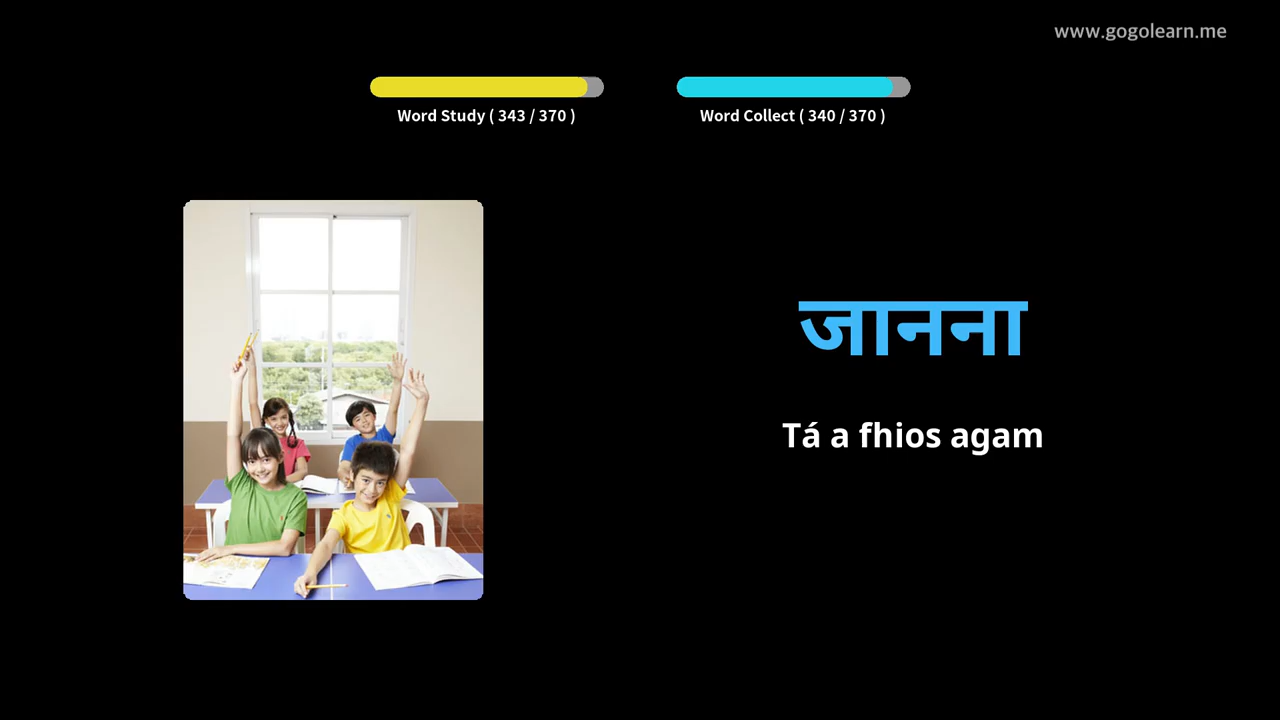 www.gogolearn.me
Word Study ( 343 / 370 )
Word Collect ( 340 / 370 )
जानना
Tá a fhios agam